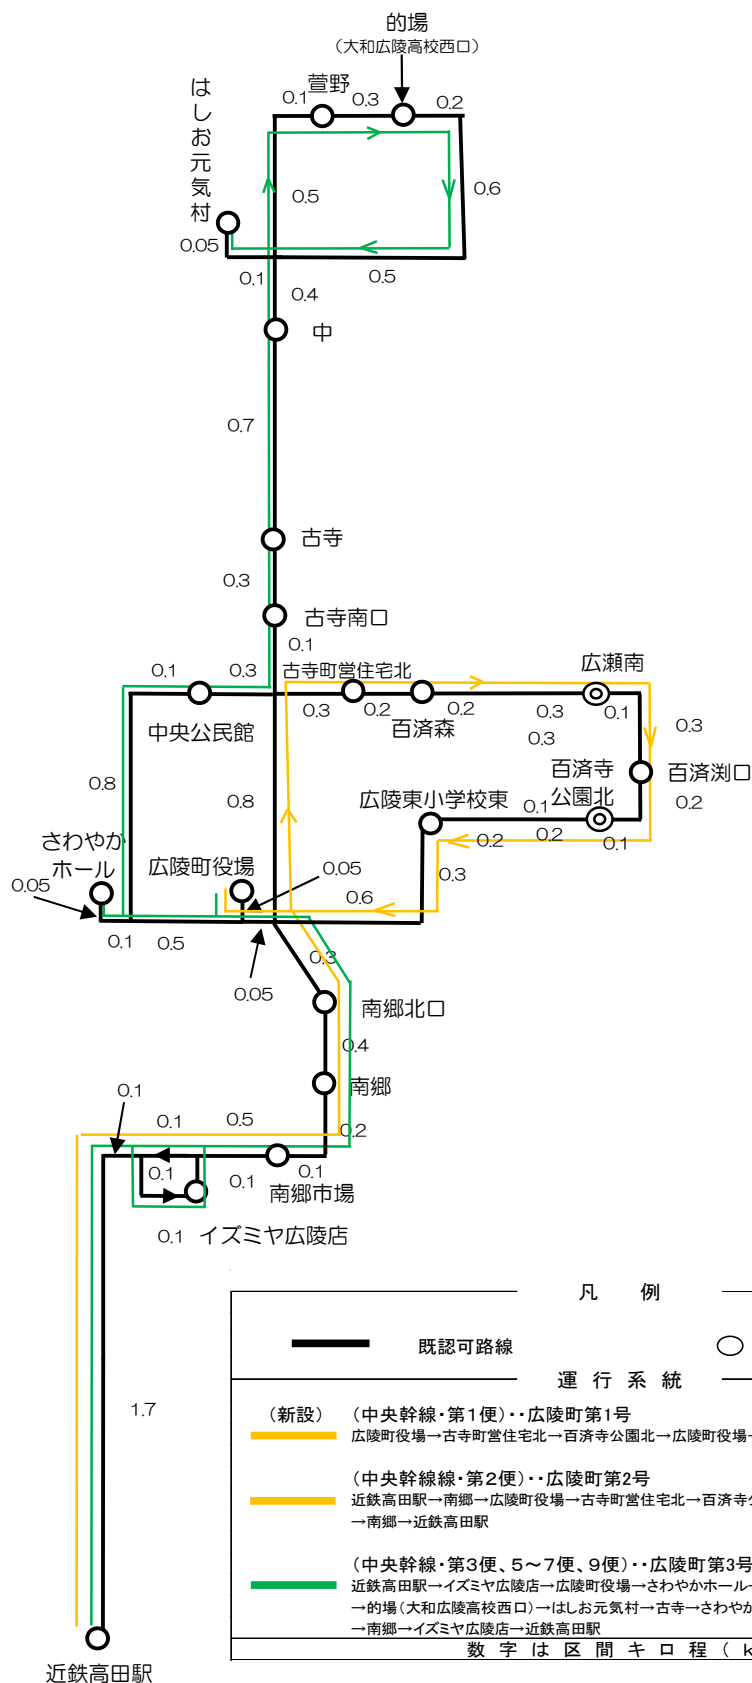 的場
（大和広陵高校西口）
萱野
はしお元気村
0.1
0.3
0.2
0.5
0.6
0.05
0.1
0.5
0.4
中
0.7
古寺
0.3
古寺南口
0.1
0.1
0.3
古寺町営住宅北
広瀬南
中央公民館
0.3
0.2
百済森
0.2
0.3
0.1
0.3
0.3
0.8
0.8
百済寺
公園北
百済渕口
広陵東小学校東
0.1
0.2
さわやか
ホール
広陵町役場
0.2
0.2
0.1
0.05
0.05
0.3
0.6
0.1
0.5
0.05
0.3
南郷北口
0.4
南郷
0.1
0.1
0.5
0.2
0.1
0.1
0.1
南郷市場
0.1
イズミヤ広陵店
1.7
近鉄高田駅
凡　例
既認可路線
運行系統
（新設）
（中央幹線・第１便）・・広陵町第１号
広陵町役場→古寺町営住宅北→百済寺公園北→広陵町役場
（中央幹線線・第２便）・・広陵町第２号
近鉄高田駅→南郷→広陵町役場→古寺町営住宅北→百済寺公
→南郷→近鉄高田駅
（中央幹線・第３便、５～７便、９便）・・広陵町第３号
近鉄高田駅→イズミヤ広陵店→広陵町役場→さわやかホール
→的場（大和広陵高校西口）→はしお元気村→古寺→さわやか
→南郷→イズミヤ広陵店→近鉄高田駅
数字は区間キロ程（k